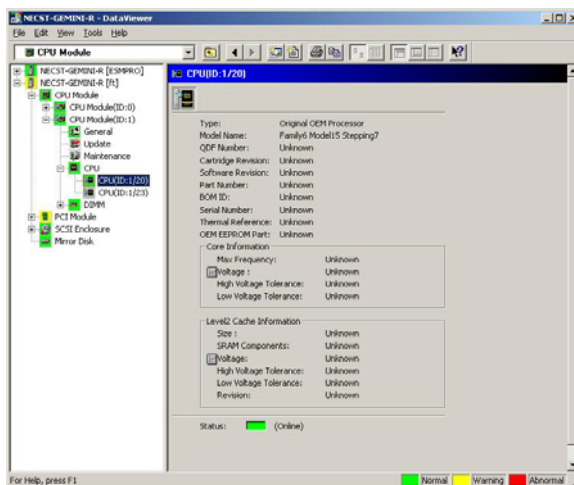 NECST-GEMINI-R - DataViewer
File Edit View Tools Help
CPU Module
NECST-GEMINI-R [ESMPRO]
NECST-GEMINI-R [ft]
CPU Module
CPU Module(ID:0)
CPU Module(ID:1)
General
Update
Maintenance
CPU
CPU(ID:1/20)
CPU(ID:1/23)
DIMM
PCI Module
SCSI Enclosure
Mirror Disk
CPU(ID:1/20)
Type: Original OEM Processor
Model Name: Family6 Model15 Stepping7
QDF Number: Unknown
Cartridge Revision: Unknown
Software Revision: Unknown
Part Number: Unknown
BOM ID: Unknown
Serial Number: Unknown
Thermal Reference: Unknown
OEM EEPROM Part: Unknown
Core Information
Max Frequency: Unknown
Voltage : Unknown
High Voltage Tolerance: Unknown
Low Voltage Tolerance: Unknown
Level2 Cache Information
Size : Unknown
SRAM Components: Unknown
Voltage: Unknown
High Voltage Tolerance: Unknown
Low Voltage Tolerance: Unknown
Revision: Unknown
Status: (Online)
For Help, press F1
Normal Warning Abnormal